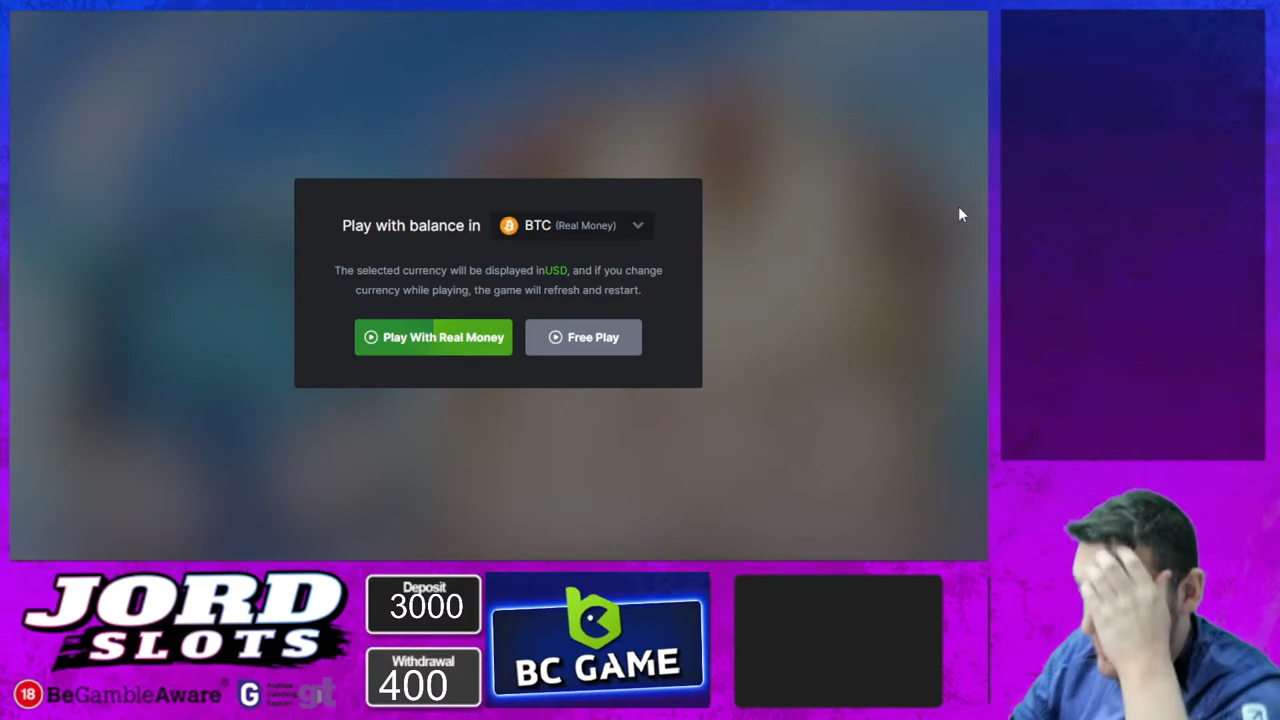 Play with balance in BTC (Real Money)
The selected currency will be displayed inUSD, and if you change
currency while playing, the game will refresh and restart.
Play With Real Money
Free Play
JORD
SLOTS
Deposit
3000
Withdrawal
400
BC GAME
18 BeGambleAware
G
git